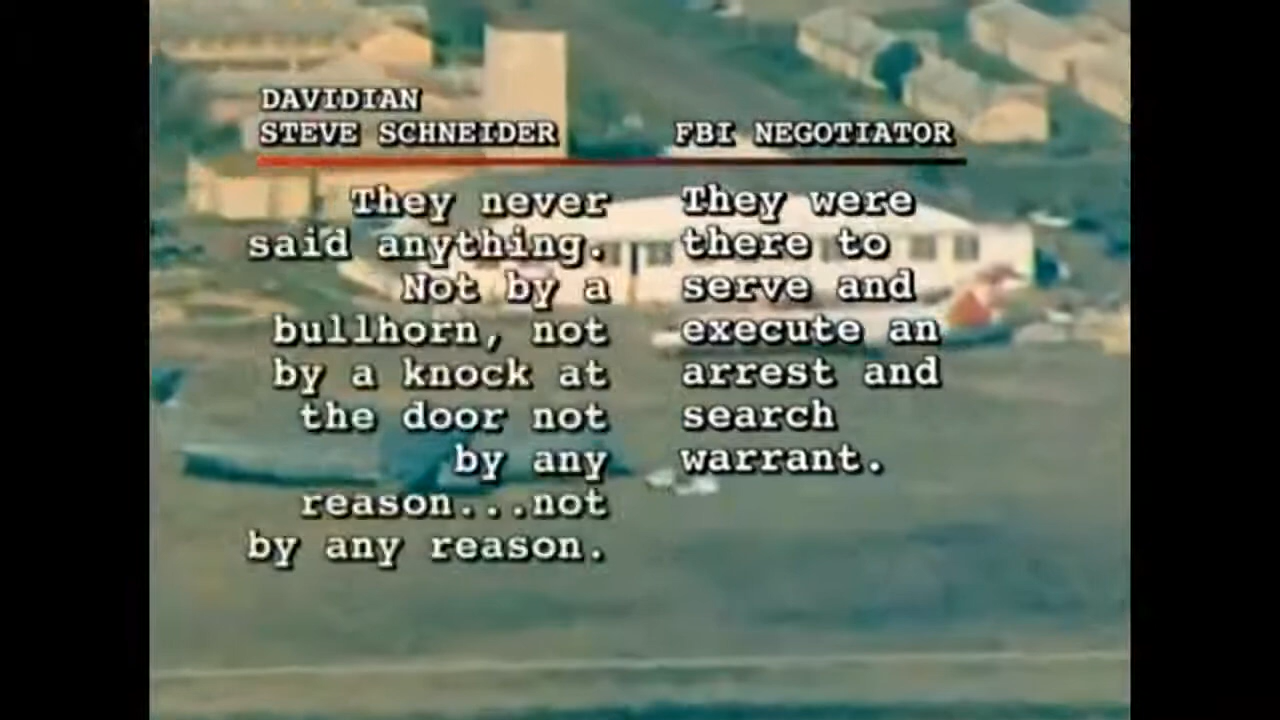 DAVIDIAN
STEVE SCHNEIDER
They never
said anything.
Not by a
bullhorn, not
by a knock at
the door not
by any
reason...not
by any reason.
FBI NEGOTIATOR
They were
there to
serve and
execute an
arrest and
search
warrant.